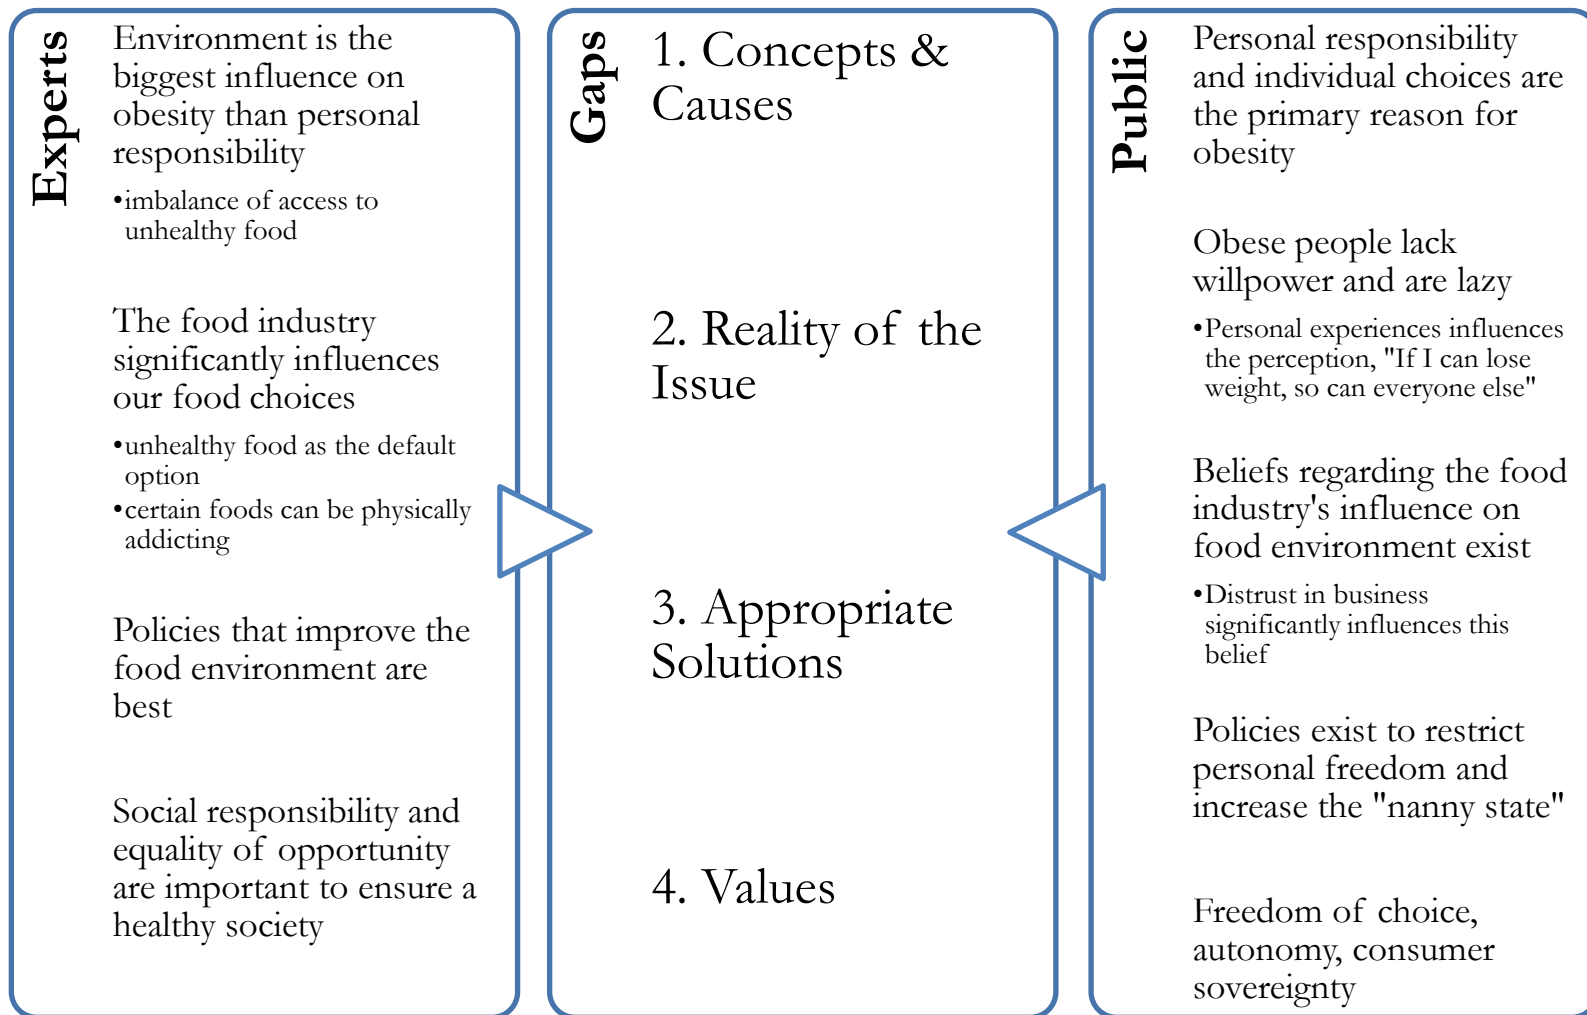 Experts
Environment is the
biggest influence on
obesity than personal
responsibility
•imbalance of access to
unhealthy food
The food industry
significantly influences
our food choices
•unhealthy food as the default
option
•certain foods can be physically
addicting
Policies that improve the
food environment are
best
Social responsibility and
equality of opportunity
are important to ensure a
healthy society
Gaps
1. Concepts &
Causes
2. Reality of the
Issue
3. Appropriate
Solutions
4. Values
Public
Personal responsibility
and individual choices are
the primary reason for
obesity
Obese people lack
willpower and are lazy
•Personal experiences influences
the perception, "If I can lose
weight, so can everyone else"
Beliefs regarding the food
industry's influence on
food environment exist
•Distrust in business
significantly influences this
belief
Policies exist to restrict
personal freedom and
increase the "nanny state"
Freedom of choice,
autonomy, consumer
sovereignty